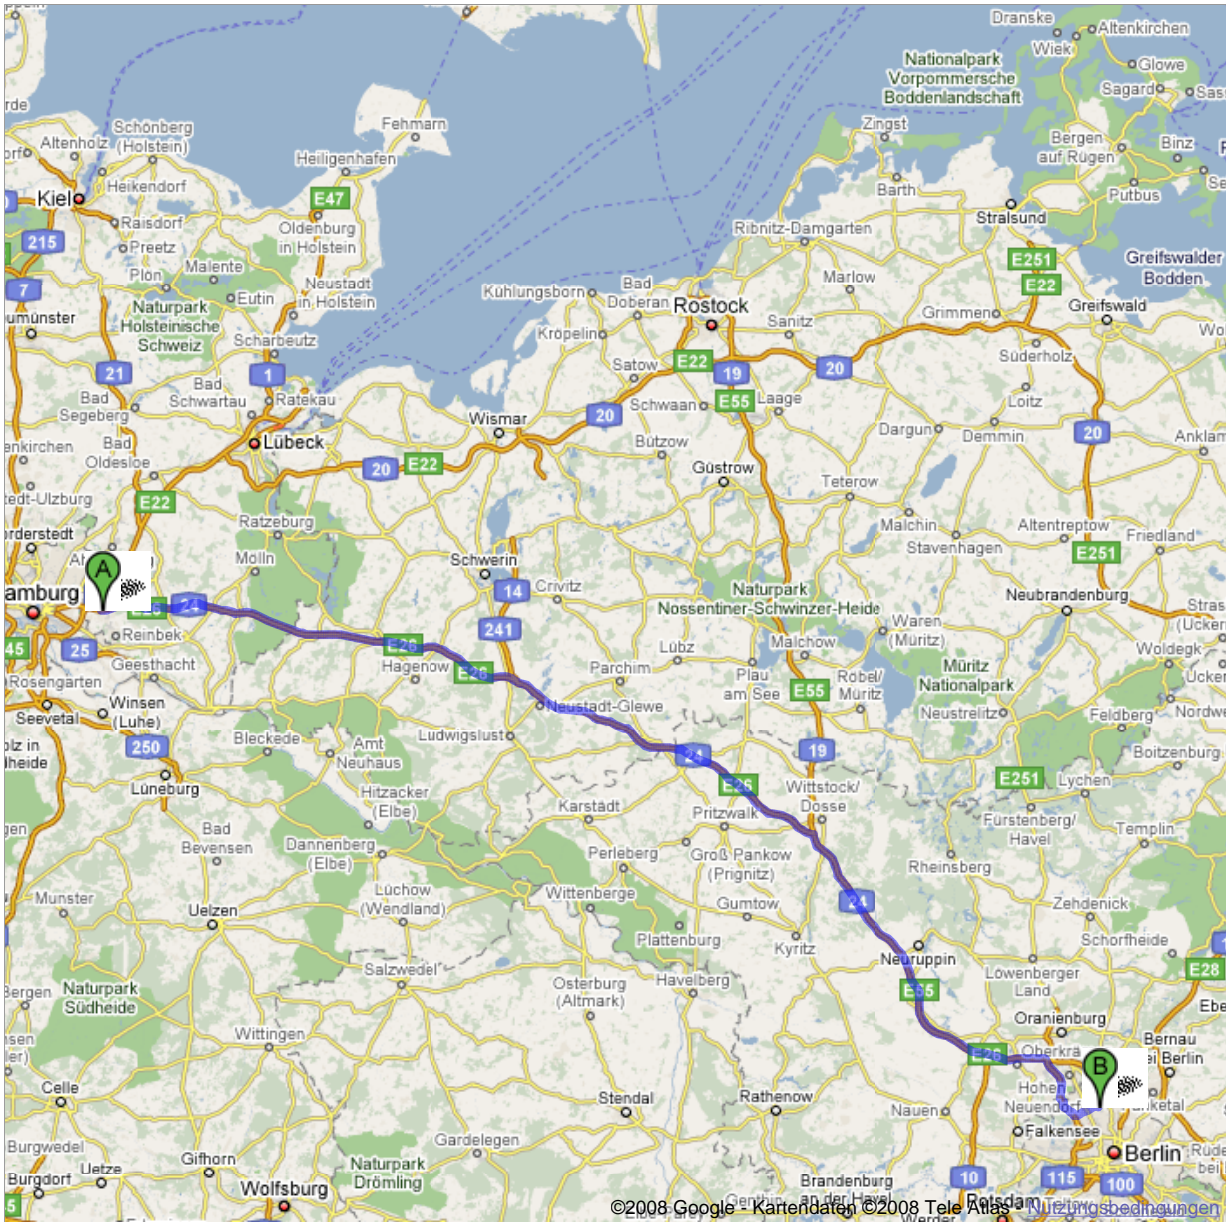 Dranske
Altenkirchen
Wiek
Nationalpark
Vorpommersche
Boddenlandschaft
Glowe
Sagard
Fehmarn
Schönberg
(Holstein)
Altenholz
Zingst
Bergen
auf Rügen
Binz
Heiligenhafen
Heikendorf
Kiel
E47
Barth
Putbus
Stralsund
Raisdorf
Oldenburg
in Holstein
Ribnitz-Damgarten
215
Preetz
E251
Greifswalder
Bodden
Plön
Malente
Marlow
E22
7
Neustadt
in Holstein
Kühlungsborn
Bad
Doberan
Eutin
Rostock
Grimmen
Greifswald
Naturpark
Holsteinische
Schweiz
Kröpelin
Sanitz
Scharbeutz
Süderholz
Satow
E22
19
20
21
1
Bad
Schwartau
Ratekau
Schwaan
E55
Laage
Loitz
Bad
Segeberg
Wismar
20
Dargun
Demmin
20
Lübeck
Bützow
Bad
Oldesloe
20
E22
Güstrow
Teterow
E22
Ratzeburg
Malchin
Altentreptow
Friedland
Stavenhagen
E251
Mölln
Schwerin
Crivitz
Naturpark
Nossentiner-Schwinzer-Heide
14
Neubrandenburg
A
24
241
Waren
(Müritz)
Reinbek
E26
Lübz
Malchow
25
Geesthacht
Hagenow
E26
Parchim
Plau
am See
Müritz
Nationalpark
Woldegk
Rosengarten
Röbel/
Müritz
E55
Winsen
(Luhe)
Neustadt-Glewe
Neustrelitz
Feldberg
Seevetal
Bleckede
Amt
Neuhaus
Ludwigslust
250
24
19
Boitzenburg
E251
Lychen
Lüneburg
E26
Wittstock/
Dosse
Hitzacker
(Elbe)
Karstädt
Pritzwalk
Fürstenberg/
Havel
Templin
Bad
Bevensen
Dannenberg
(Elbe)
Perleberg
Groß Pankow
(Prignitz)
Rheinsberg
Munster
Lüchow
(Wendland)
Wittenberge
24
Gumtow
Zehdenick
Uelzen
Plattenburg
Kyritz
Neuruppin
Schorfheide
Salzwedel
Osterburg
(Altmark)
Havelberg
Löwenberger
Land
E28
Naturpark
Südheide
E55
Oranienburg
Wittingen
E26
Bernau
Celle
B
Rathenow
Stendal
Nauen
Falkensee
Burgwedel
Gardelegen
Berlin
Gifhorn
Uetze
Burgdorf
Naturpark
Drömling
10
115
100
Wolfsburg
Brandenburg
an der Havel
Potsdam
©2008 Google - Kartendaten ©2008 Tele Atlas - Nutzungsbedingungen